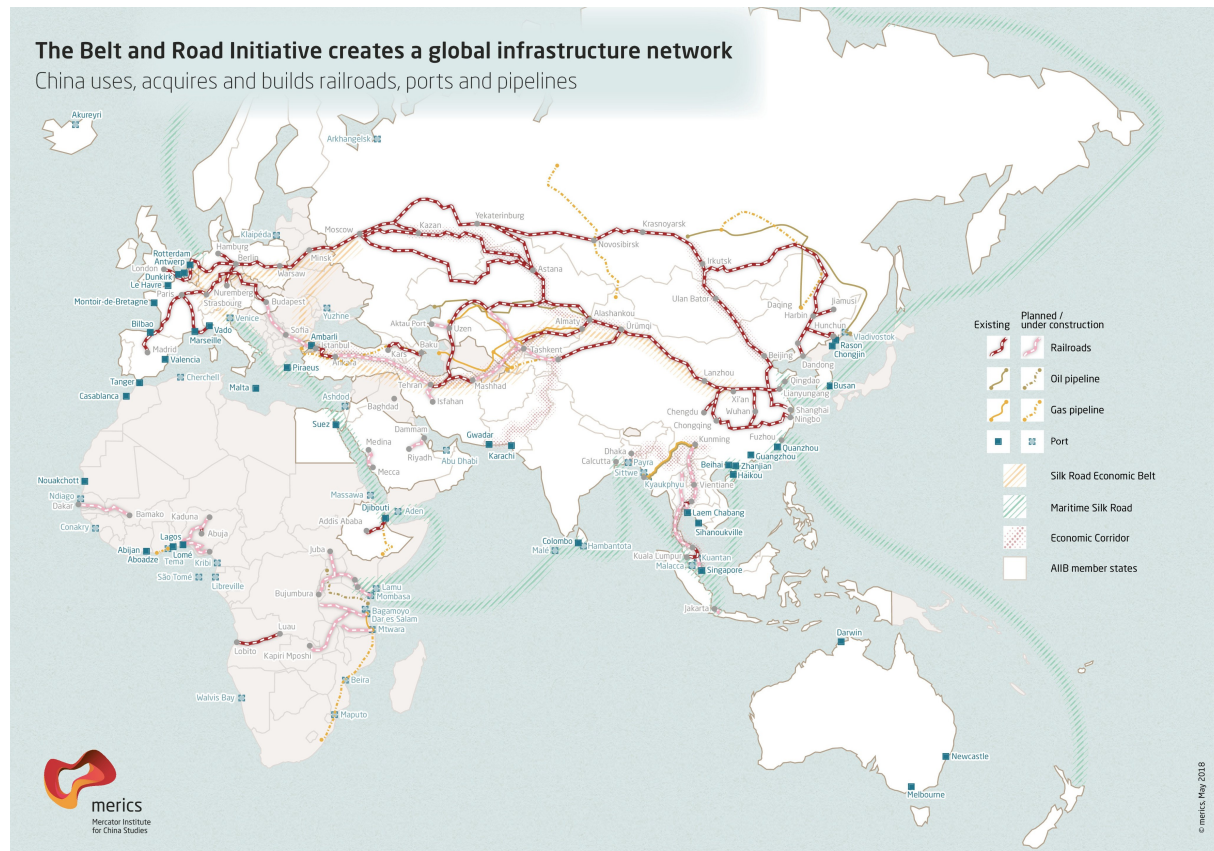 The Belt and Road Initiative creates a global infrastructure network
China uses, acquires and builds railroads, ports and pipelines
Akureyri
Arkhangelsk
Yekaterinburg
Kazan
Krasnoyarsk
Moscow
Klaipėda
Novosibirsk
Hamburg
Rotterdam
Antwerp
Berlin
Minsk
London
Warsaw
Irkutsk
Dunkirk
Astana
Le Havre
Paris
Nuremberg
Strasbourg
Budapest
Ulan Bator
Montoir-de-Bretagne
Daqing
Jiamusi
Yuzhne
Alashankou
Harbin
Venice
Almaty
Bilbao
Vado
Sofia
Aktau Port
Uzen
Ürümqi
Hunchun
Vladivostok
Marseille
Ambarli
Istanbul
Rason
Chongjin
Madrid
Baku
Kars
Tashkent
Beijing
Valencia
Ankara
Dandong
Piraeus
Lanzhou
Tanger
Cherchell
Malta
Tehran
Mashhad
Qingdao
Busan
Casablanca
Lianyungang
Ashdod
Baghdad
Isfahan
Xi'an
Wuhan
Shanghai
Chengdu
Ningbo
Suez
Dammam
Gwadar
Chongqing
Medina
Karachi
Kunming
Fuzhou
Quanzhou
Riyadh
Abu Dhabi
Dhaka
Calcutta
Payra
Guangzhou
Mecca
Sittwe
Beihai
Zhanjian
Haikou
Nouakchott
Kyaukphyu
Vientiane
Ndiago
Massawa
Dakar
Djibouti
Aden
Bamako
Kaduna
Addis Ababa
Laem Chabang
Conakry
Abuja
Sihanoukville
Lagos
Abijan
Lomé
Colombo
Hambantota
Aboadze
Tema
Kribi
Juba
Malé
Kuala Lumpur
Kuantan
Malacca
Singapore
São Tomé
Libreville
Bujumbura
Lamu
Mombasa
Bagamoyo
Dar es Salam
Jakarta
Luau
Mtwara
Lobito
Kapiri Mposhi
Darwin
Beira
Walvis Bay
Maputo
Newcastle
Melbourne
Existing
Planned /
under construction
Railroads
Oil pipeline
Gas pipeline
Port
Silk Road Economic Belt
Maritime Silk Road
Economic Corridor
AIIB member states
merics
Mercator Institute
for China Studies
© merics, May 2018